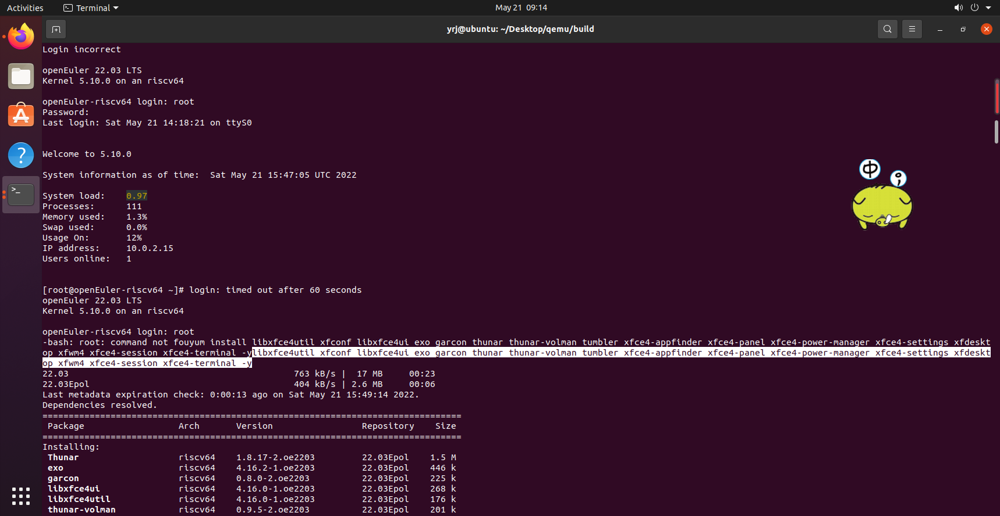 Activities
Terminal
May 21 09:14
yrj@ubuntu: ~/Desktop/qemu/build
Login incorrect
openEuler 22.03 LTS
Kernel 5.10.0 on an riscv64
openEuler-riscv64 login: root
Password:
Last login: Sat May 21 14:18:21 on ttyS0
Welcome to 5.10.0
System information as of time:  Sat May 21 15:47:05 UTC 2022
System load:    0.97
Processes:      111
Memory used:    1.3%
Swap used:      0.0%
Usage On:       12%
IP address:     10.0.2.15
Users online:   1
中 ;
[root@openEuler-riscv64 ~]# login: timed out after 60 seconds
openEuler 22.03 LTS
Kernel 5.10.0 on an riscv64
openEuler-riscv64 login: root
-bash: root: command not fouyum install libxfce4util xfconf libxfce4ui exo garcon thunar thunar-volman tumbler xfce4-appfinder xfce4-panel xfce4-power-manager xfce4-settings xfdeskt
op xfwm4 xfce4-session xfce4-terminal -ylibxfce4util xfconf libxfce4ui exo garcon thunar thunar-volman tumbler xfce4-appfinder xfce4-panel xfce4-power-manager xfce4-settings xfdeskt
op xfwm4 xfce4-session xfce4-terminal -y
22.03                                           763 kB/s |  17 MB     00:23
22.03Epol                                       404 kB/s | 2.6 MB     00:06
Last metadata expiration check: 0:00:13 ago on Sat May 21 15:49:14 2022.
Dependencies resolved.
================================================================================
 Package                  Arch       Version                 Repository    Size
================================================================================
Installing:
 Thunar                   riscv64    1.8.17-2.oe2203         22.03Epol    1.5 M
 exo                      riscv64    4.16.2-1.oe2203         22.03Epol    446 k
 garcon                   riscv64    0.8.0-2.oe2203          22.03Epol    225 k
 libxfce4ui               riscv64    4.16.0-1.oe2203         22.03Epol    268 k
 libxfce4util             riscv64    4.16.0-1.oe2203         22.03Epol    176 k
 thunar-volman            riscv64    0.9.5-2.oe2203          22.03Epol    201 k